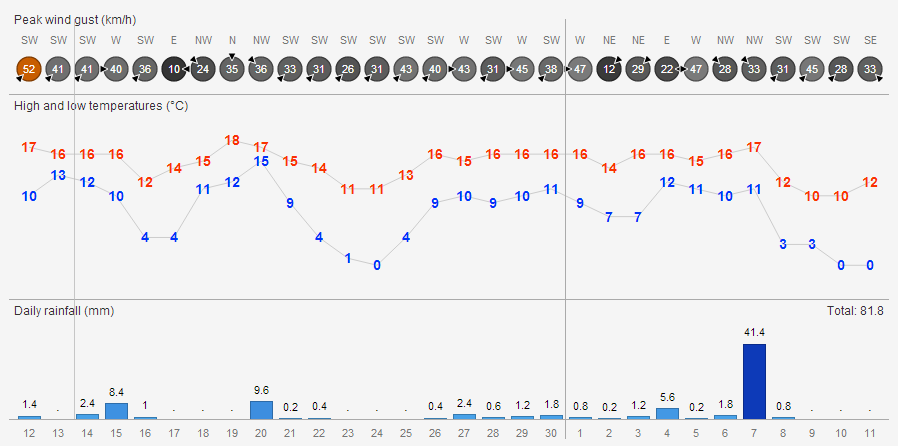 Peak wind gust (km/h)
SW SW SW W SW E NW N NW SW SW SW SW SW SW W SW W SW W NE NE E W NW NW SW SW SW SE
52 41 41 40 36 10 24 35 36 33 31 26 31 43 40 43 31 45 38 47 12 29 22 47 28 33 31 45 28 33
High and low temperatures (°C)
17 16 16 16 12 14 15 18 17 15 14 11 11 13 16 15 16 16 16 16 14 16 16 15 16 17 12 10 10 12
10 13 12 10 4 4 11 12 15 9 4 1 0 4 9 10 9 10 11 9 7 7 12 11 10 11 3 3 0 0
Daily rainfall (mm) Total: 81.8
1.4 . 2.4 8.4 1 . . . 9.6 0.2 0.4 . . . 0.4 2.4 0.6 1.2 1.8 0.8 0.2 1.2 5.6 0.2 1.8 41.4 0.8 . . .
12 13 14 15 16 17 18 19 20 21 22 23 24 25 26 27 28 29 30 1 2 3 4 5 6 7 8 9 10 11